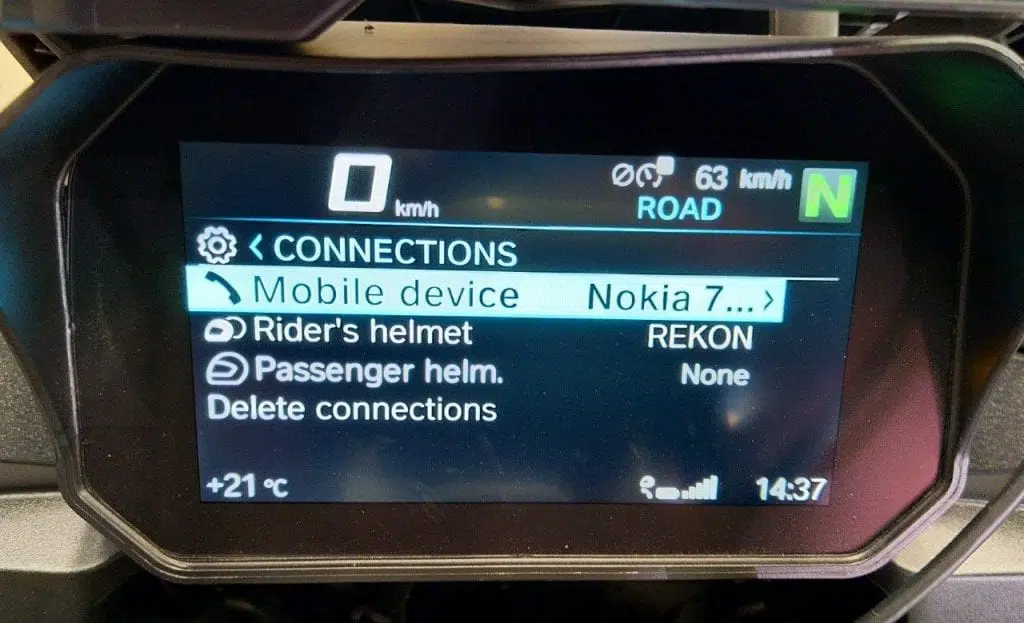 0 km/h
Ø 63 km/h N
ROAD
CONNECTIONS
Mobile device Nokia 7...
Rider's helmet REKON
Passenger helm. None
Delete connections
+21 °C 14:37